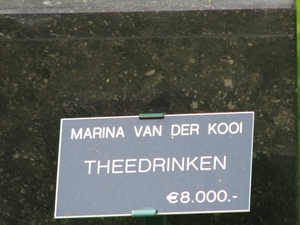 MARINA VAN DER KOOI
THEEDRINKEN
€8.000.-